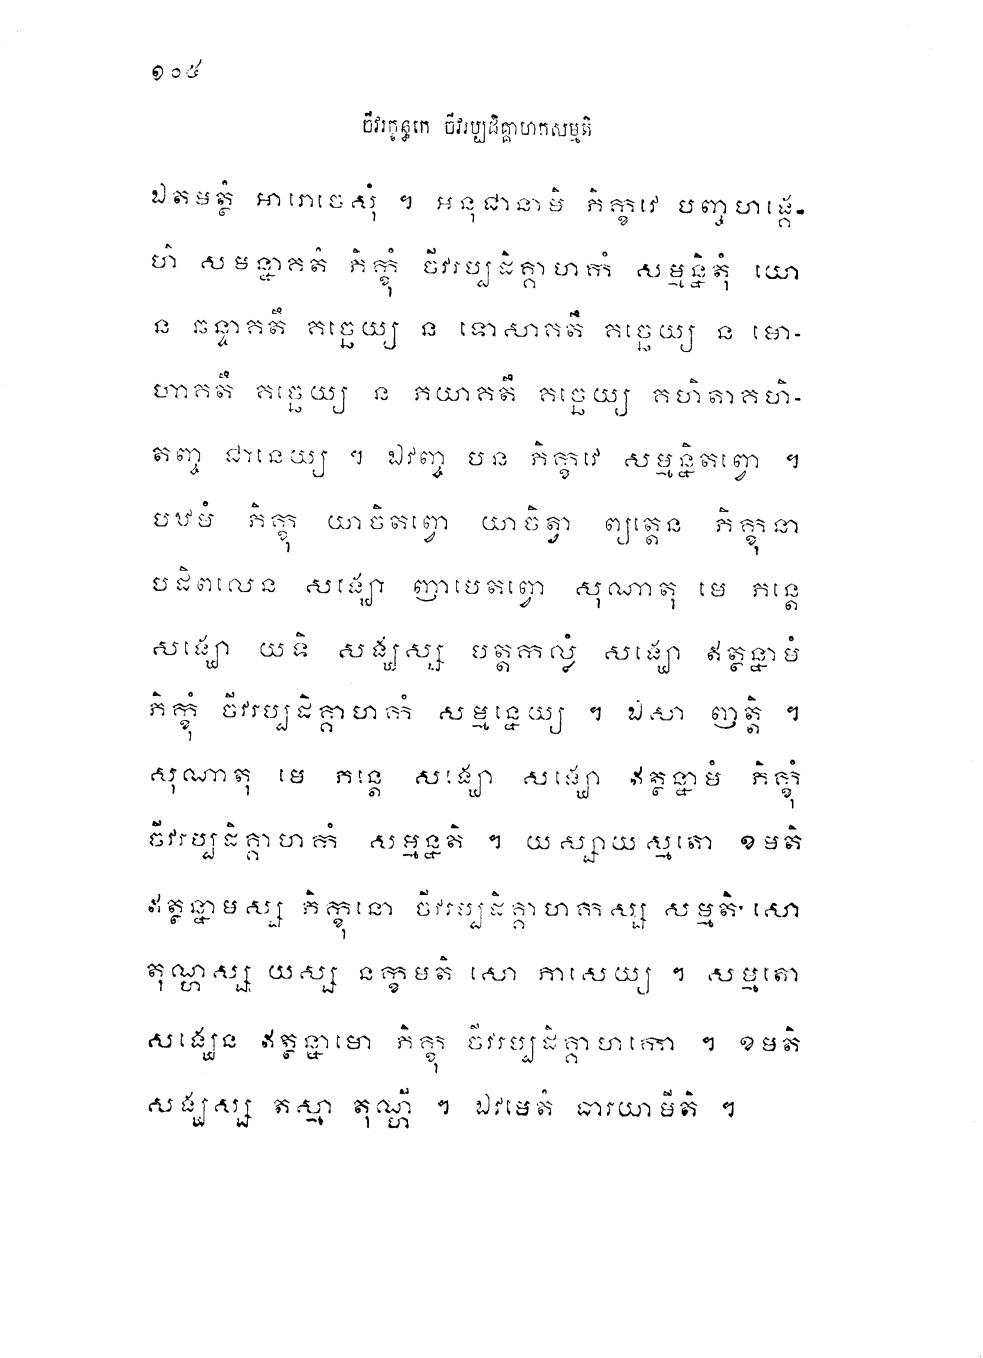 ១០៥
ចីវរក្ខន្ធកេ ចីវរប្បដិគ្គាហកសម្មតិ
ឯតមត្ថំ អារោចេសុំ ។ អនុជានាមិ ភិក្ខវេ បញ្ចហង្គេ-
ហិ សមន្នាគតំ ភិក្ខុំ ចីវរប្បដិគ្គាហកំ សម្មន្និតុំ យោ
ន ឆន្ទាគតឹ គច្ឆេយ្យ ន ទោសាគតឹ គច្ឆេយ្យ ន មោ-
ហាគតឹ គច្ឆេយ្យ ន ភយាគតឹ គច្ឆេយ្យ គហិតាគហិ-
តញ្ច ជានេយ្យ ។ ឯវញ្ច បន ភិក្ខវេ សម្មន្និតព្វោ ។
បឋមំ ភិក្ខុ យាចិតព្វោ យាចិត្វា ព្យត្តេន ភិក្ខុនា
បដិពលេន សង្ឃោ ញាបេតព្វោ សុណាតុ មេ ភន្តេ
សង្ឃោ យទិ សង្ឃស្ស បត្តកល្លំ សង្ឃោ ឥត្ថន្នាមំ
ភិក្ខុំ ចីវរប្បដិគ្គាហកំ សម្មន្នេយ្យ ។ ឯសា ញត្តិ ។
សុណាតុ មេ ភន្តេ សង្ឃោ សង្ឃោ ឥត្ថន្នាមំ ភិក្ខុំ
ចីវរប្បដិគ្គាហកំ សម្មន្នតិ ។ យស្សាយស្មតោ ខមតិ
ឥត្ថន្នាមស្ស ភិក្ខុនោ ចីវរប្បដិគ្គាហកស្ស សម្មតិ សោ
តុណ្ហស្ស យស្ស នក្ខមតិ សោ ភាសេយ្យ ។ សម្មតោ
សង្ឃេន ឥត្ថន្នាមោ ភិក្ខុ ចីវរប្បដិគ្គាហកោ ។ ខមតិ
សង្ឃស្ស តស្មា តុណ្ហី ។ ឯវមេតំ ធារយាមីតិ ។